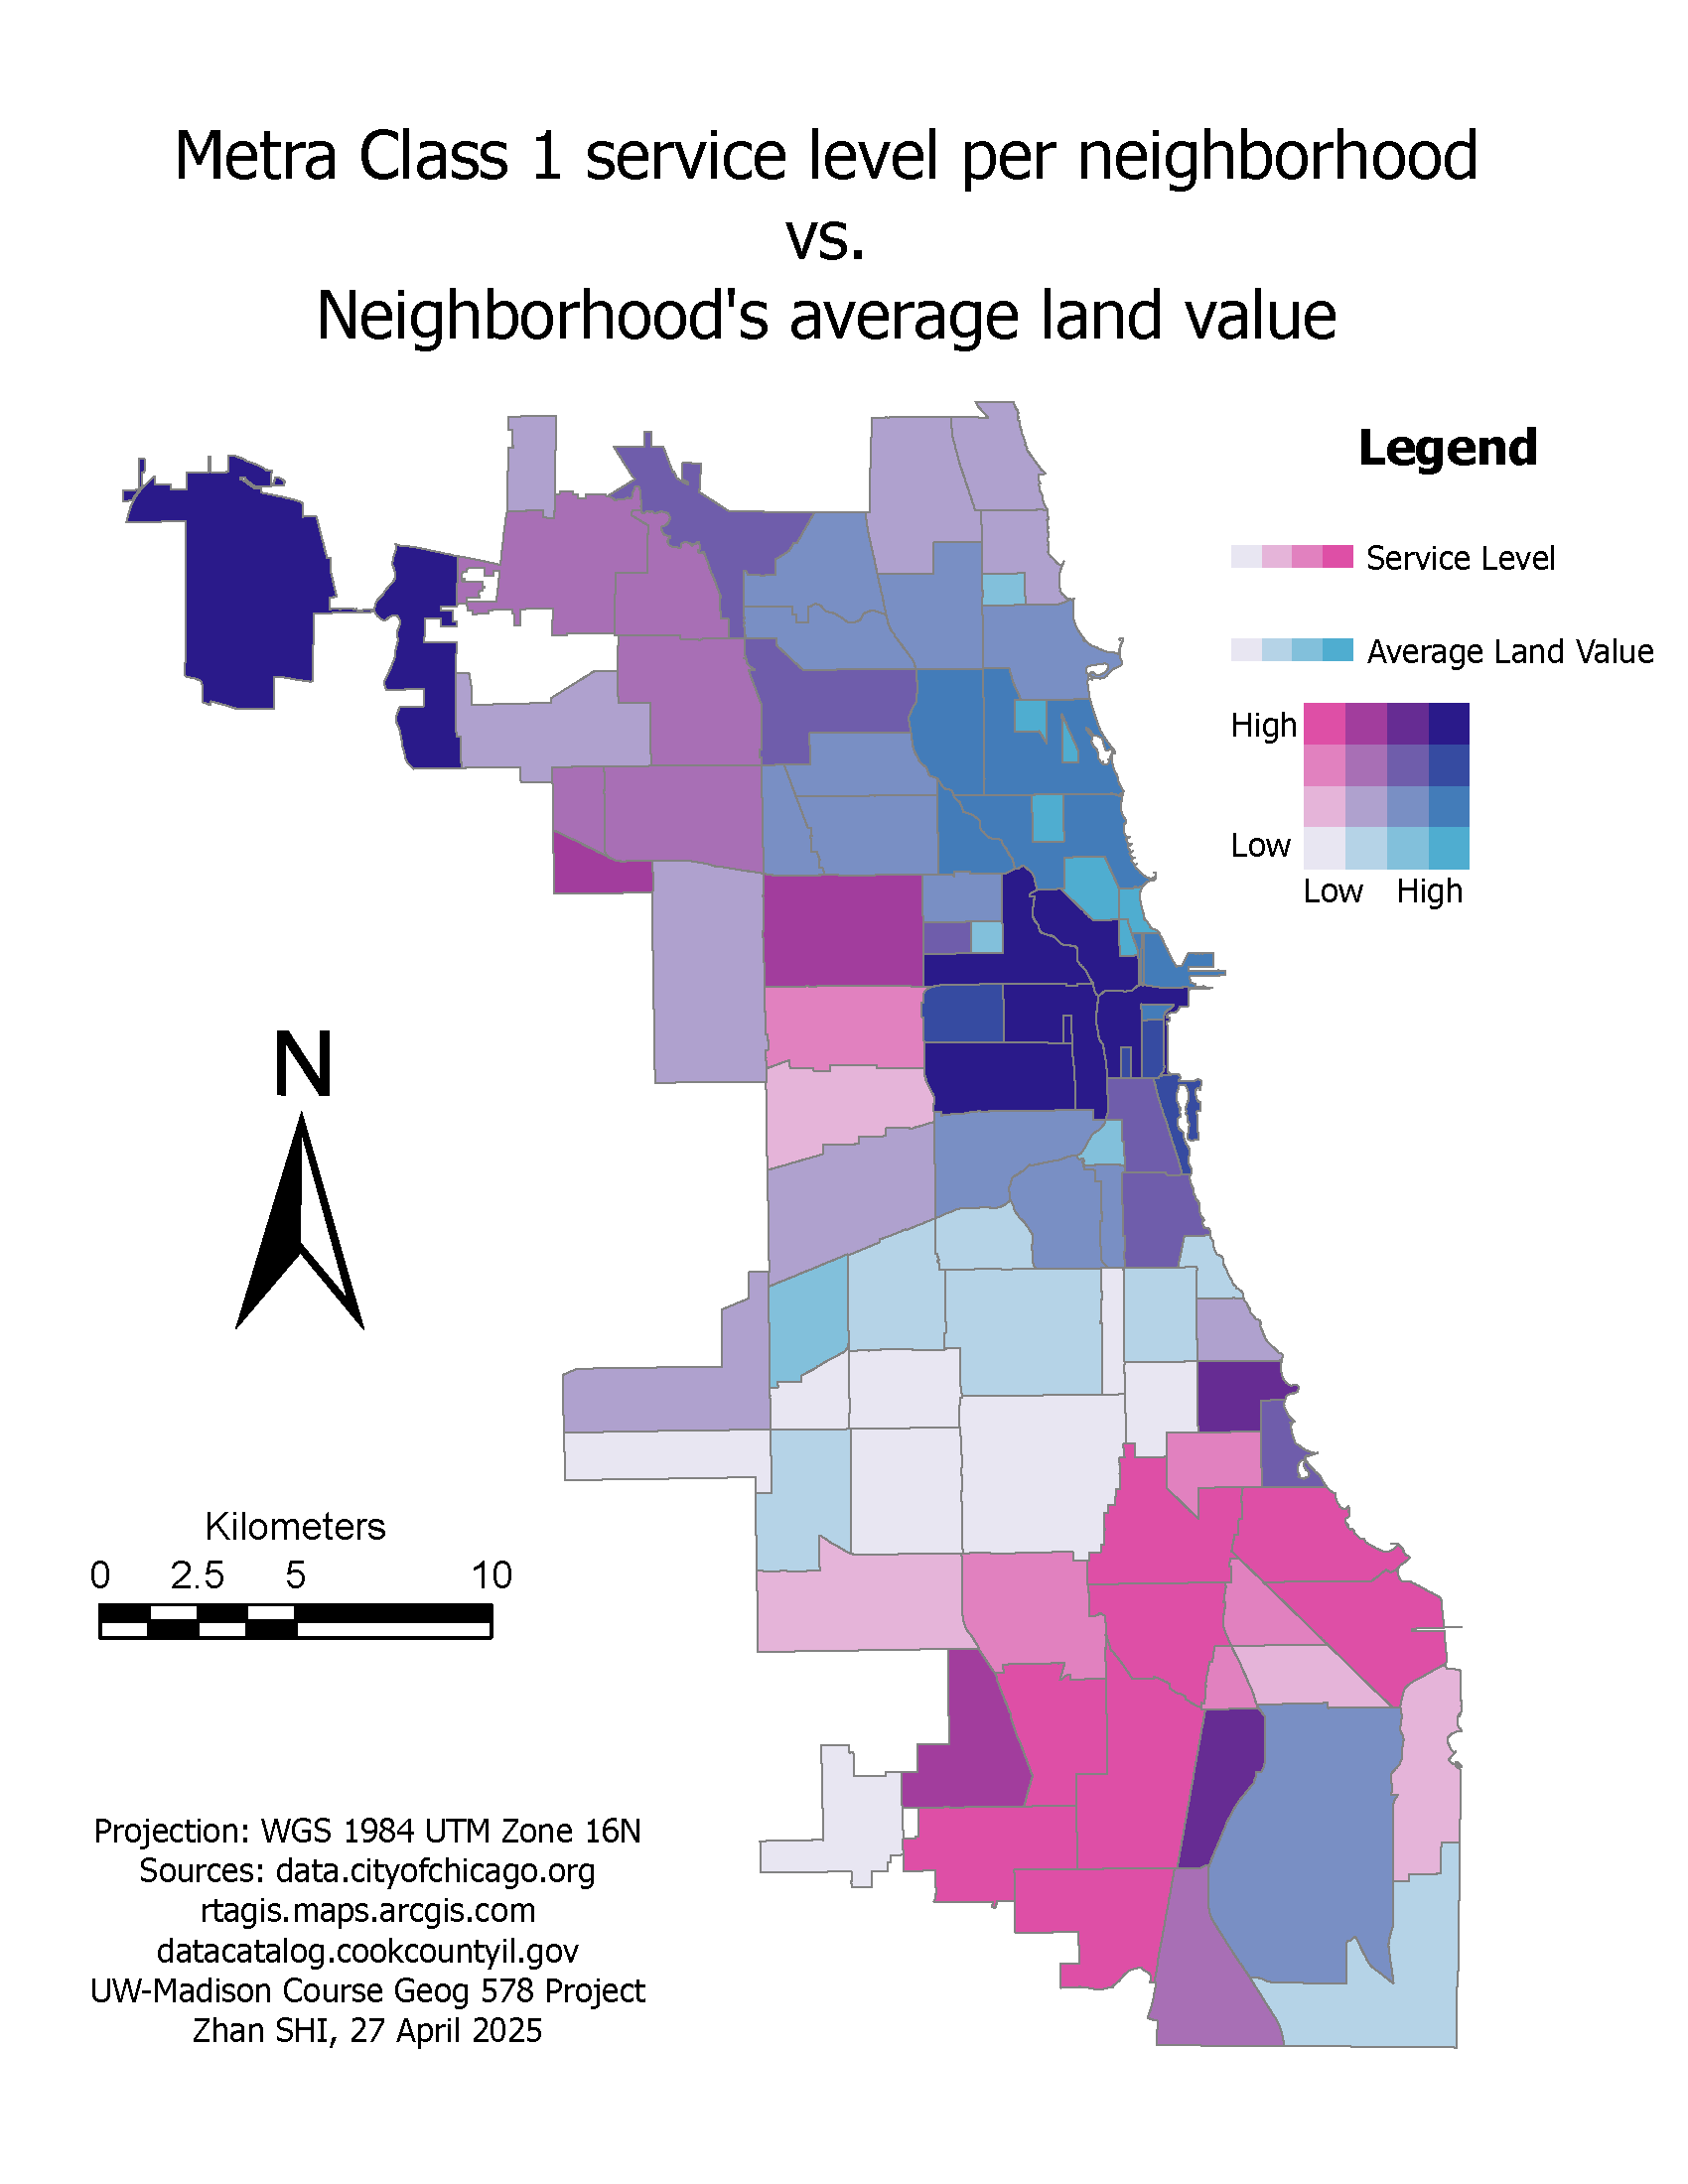 Metra Class 1 service level per neighborhood
vs.
Neighborhood's average land value
Legend
Service Level
Average Land Value
High
Low
Low High
N
Kilometers
0 2.5 5 10
Projection: WGS 1984 UTM Zone 16N
Sources: data.cityofchicago.org
rtagis.maps.arcgis.com
datacatalog.cookcountyil.gov
UW-Madison Course Geog 578 Project
Zhan SHI, 27 April 2025